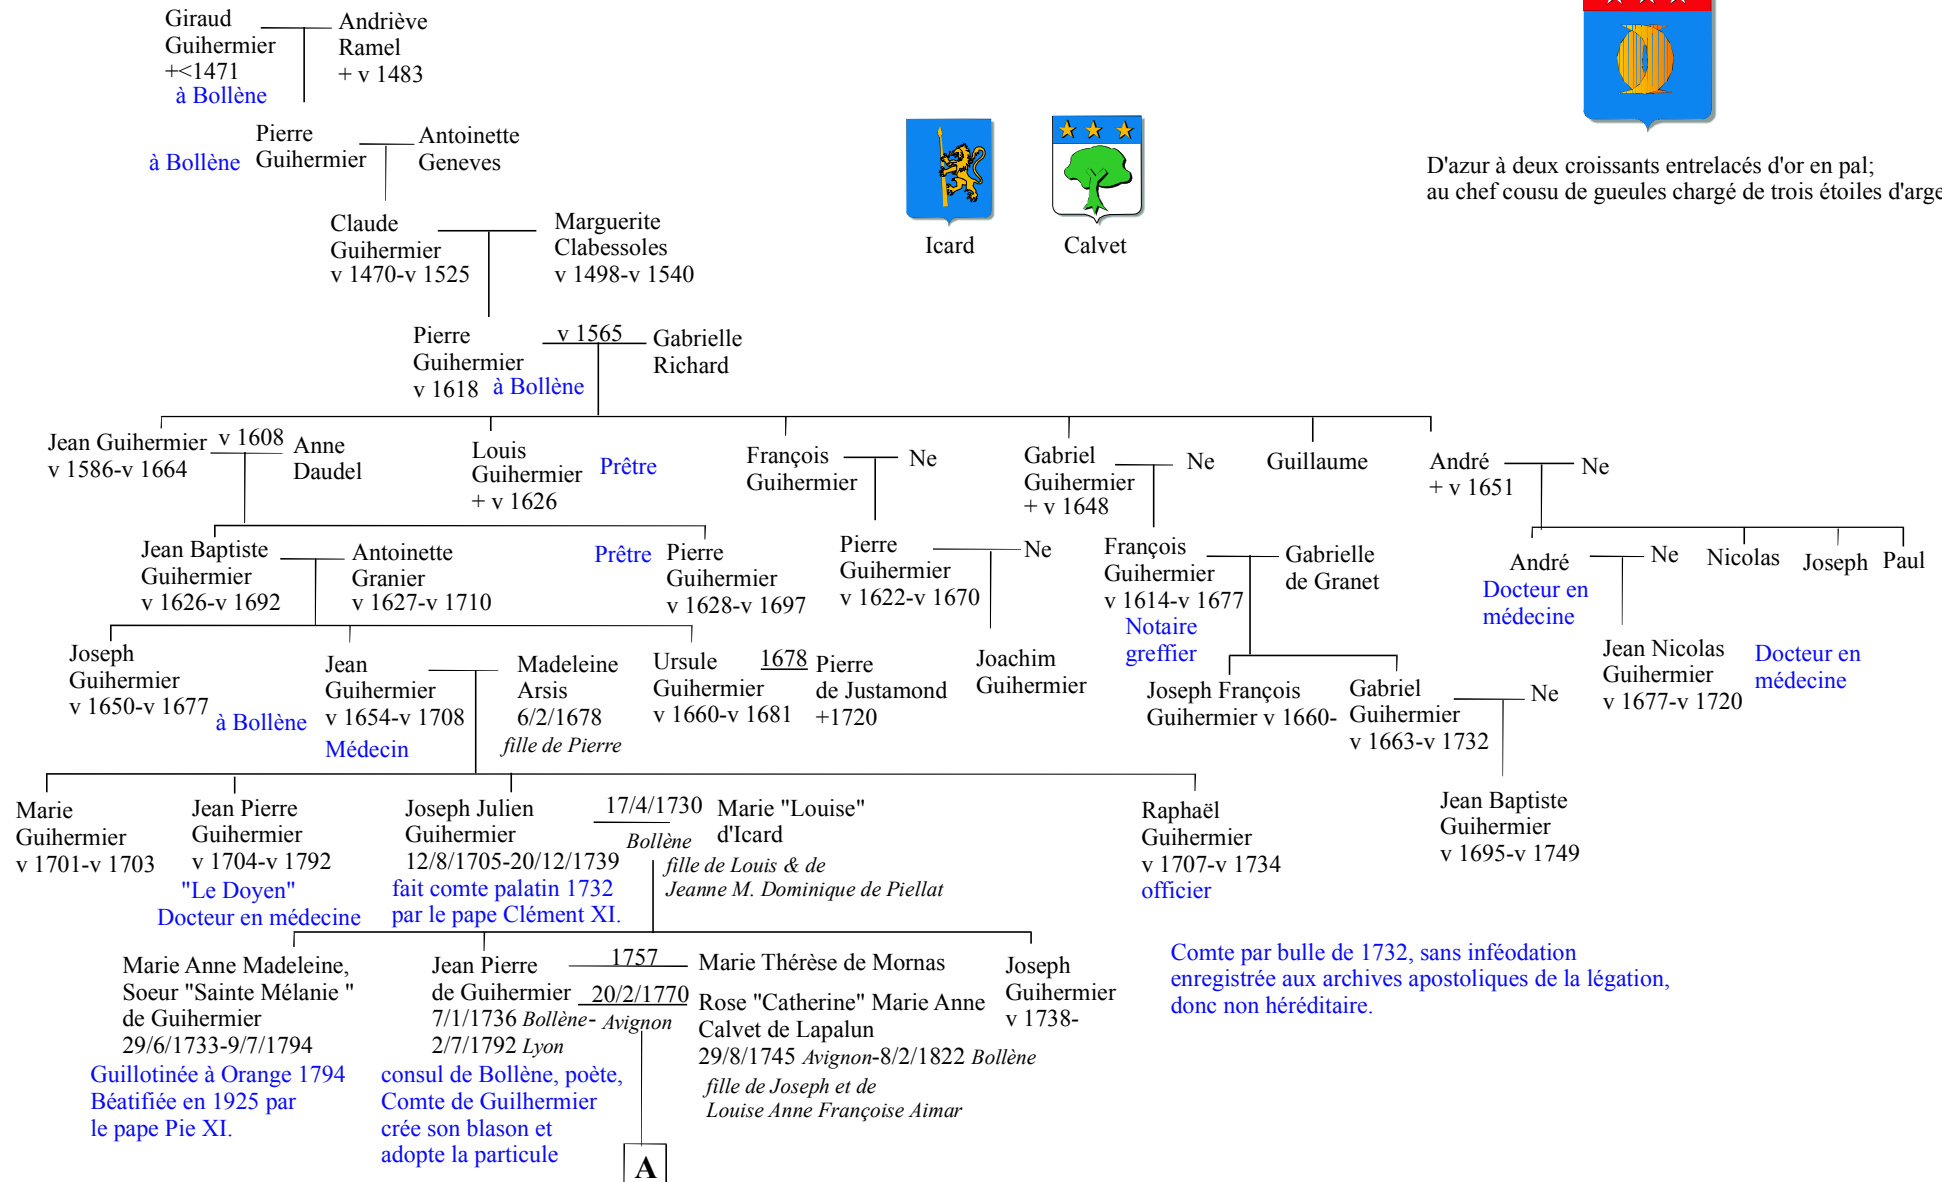 Giraud
Guihermier
+<1471
à Bollène
Andriève
Ramel
+ v 1483
Pierre
Guihermier
à Bollène
Antoinette
Geneves
Icard
Calvet
D'azur à deux croissants entrelacés d'or en pal;
au chef cousu de gueules chargé de trois étoiles d'arge
Claude
Guihermier
v 1470-v 1525
Marguerite
Clabessoles
v 1498-v 1540
Pierre
Guihermier
v 1618
à Bollène
v 1565
Gabrielle
Richard
Jean Guihermier
v 1586-v 1664
v 1608
Anne
Daudel
Louis
Guihermier
+ v 1626
Prêtre
François
Guihermier
Ne
Gabriel
Guihermier
+ v 1648
Ne
Guillaume
André
+ v 1651
Ne
Jean Baptiste
Guihermier
v 1626-v 1692
Antoinette
Granier
v 1627-v 1710
Prêtre
Pierre
Guihermier
v 1628-v 1697
Pierre
Guihermier
v 1622-v 1670
Ne
François
Guihermier
v 1614-v 1677
Notaire
greffier
Gabrielle
de Granet
André
Docteur en
médecine
Ne
Nicolas
Joseph
Paul
Joseph
Guihermier
v 1650-v 1677
à Bollène
Jean
Guihermier
v 1654-v 1708
Médecin
Madeleine
Arsis
6/2/1678
fille de Pierre
Ursule
Guihermier
v 1660-v 1681
1678
Pierre
de Justamond
+1720
Joachim
Guihermier
Joseph François
Guihermier v 1660-
Gabriel
Guihermier
v 1663-v 1732
Ne
Jean Nicolas
Guihermier
v 1677-v 1720
Docteur en
médecine
Marie
Guihermier
v 1701-v 1703
Jean Pierre
Guihermier
v 1704-v 1792
"Le Doyen"
Docteur en médecine
Joseph Julien
Guihermier
12/8/1705-20/12/1739
fait comte palatin 1732
par le pape Clément XI.
17/4/1730
Bollène
Marie "Louise"
d'Icard
fille de Louis & de
Jeanne M. Dominique de Piellat
Raphaël
Guihermier
v 1707-v 1734
officier
Jean Baptiste
Guihermier
v 1695-v 1749
Marie Anne Madeleine,
Soeur "Sainte Mélanie "
de Guihermier
29/6/1733-9/7/1794
Guillotinée à Orange 1794
Béatifiée en 1925 par
le pape Pie XI.
Jean Pierre
de Guihermier
7/1/1736 Bollène-
2/7/1792 Lyon
consul de Bollène, poète,
Comte de Guilhermier
crée son blason et
adopte la particule
1757
Marie Thérèse de Mornas
20/2/1770
Avignon
Rose "Catherine" Marie Anne
Calvet de Lapalun
29/8/1745 Avignon-8/2/1822 Bollène
fille de Joseph et de
Louise Anne Françoise Aimar
Joseph
Guihermier
v 1738-
Comte par bulle de 1732, sans inféodation
enregistrée aux archives apostoliques de la légation,
donc non héréditaire.
A